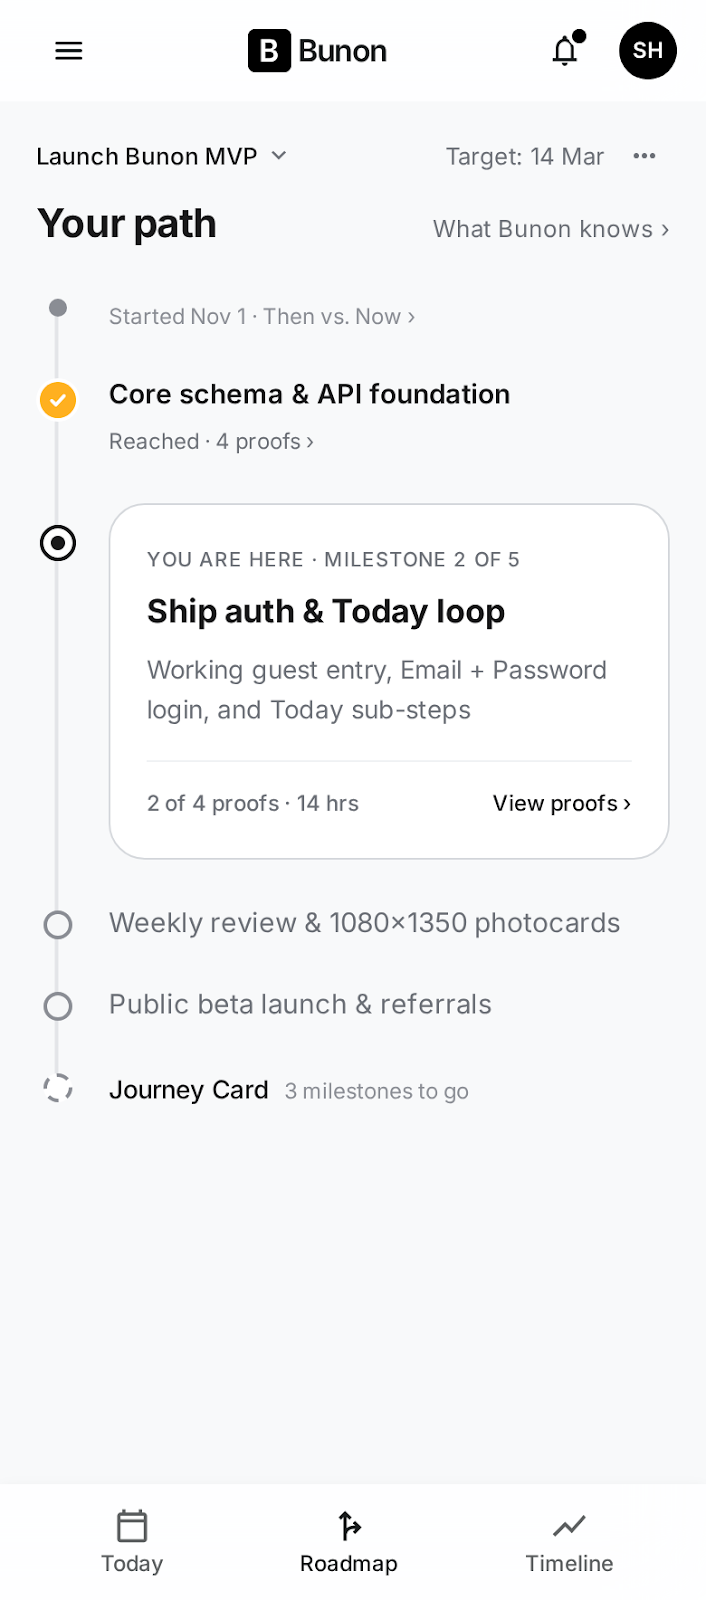 B Bunon
SH
Launch Bunon MVP
Target: 14 Mar
Your path
What Bunon knows ›
Started Nov 1 · Then vs. Now ›
Core schema & API foundation
Reached · 4 proofs ›
YOU ARE HERE · MILESTONE 2 OF 5
Ship auth & Today loop
Working guest entry, Email + Password
login, and Today sub-steps
2 of 4 proofs · 14 hrs
View proofs ›
Weekly review & 1080×1350 photocards
Public beta launch & referrals
Journey Card 3 milestones to go
Today
Roadmap
Timeline